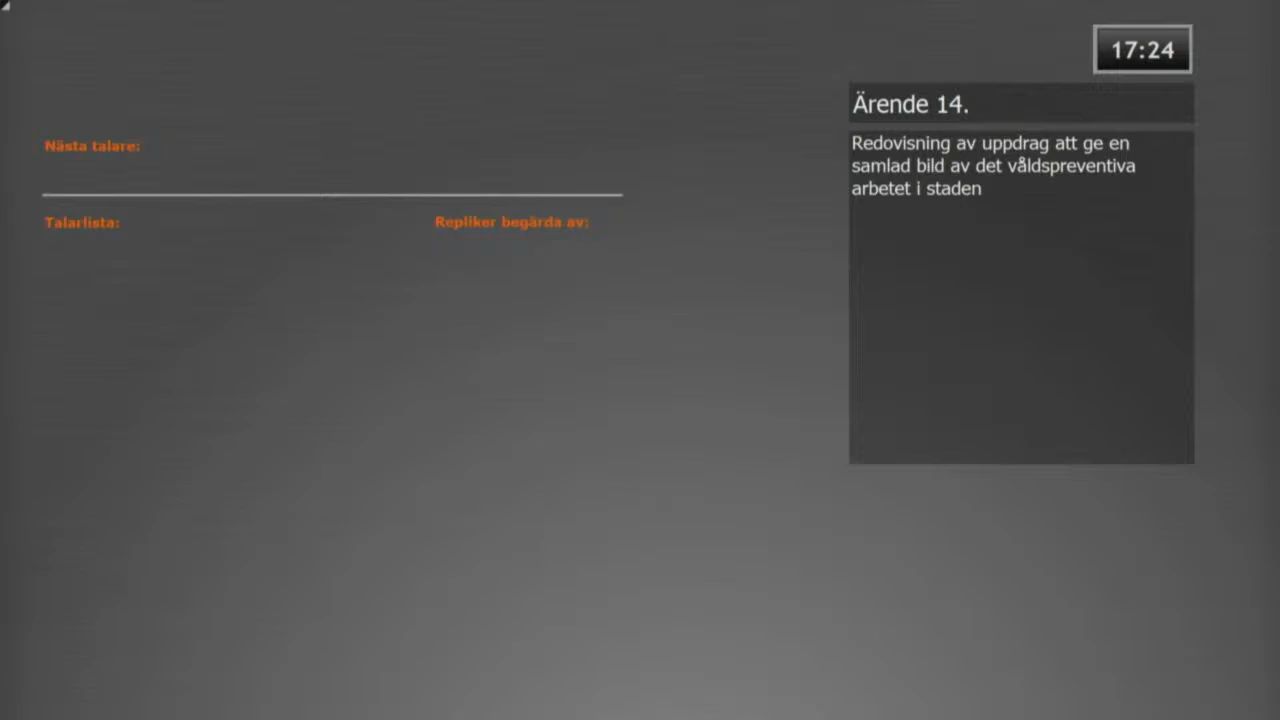 17:24
Ärende 14.
Nästa talare:
Redovisning av uppdrag att ge en
samlad bild av det våldspreventiva
arbetet i staden
Talarlista:
Repliker begärda av: